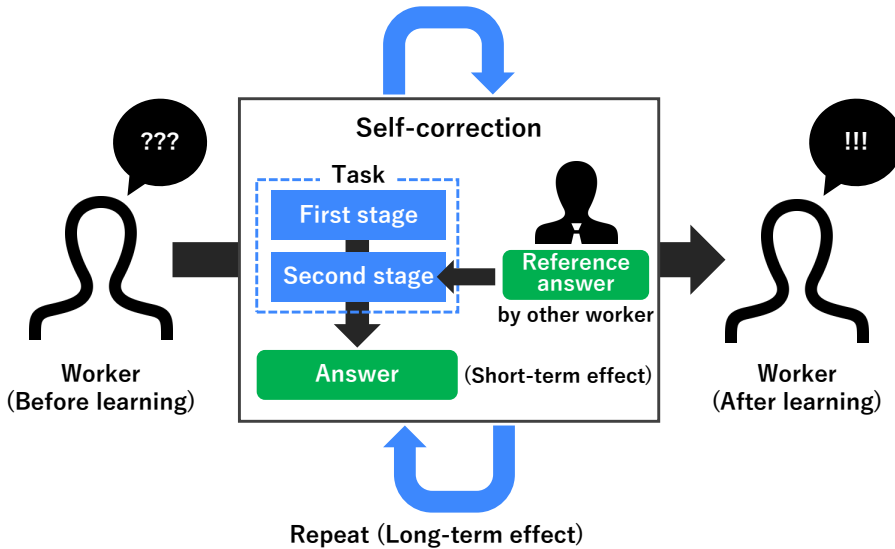 ???
!!!
Self-correction
Task
First stage
Second stage
Reference
answer
by other worker
Answer
(Short-term effect)
Worker
(Before learning)
Worker
(After learning)
Repeat (Long-term effect)